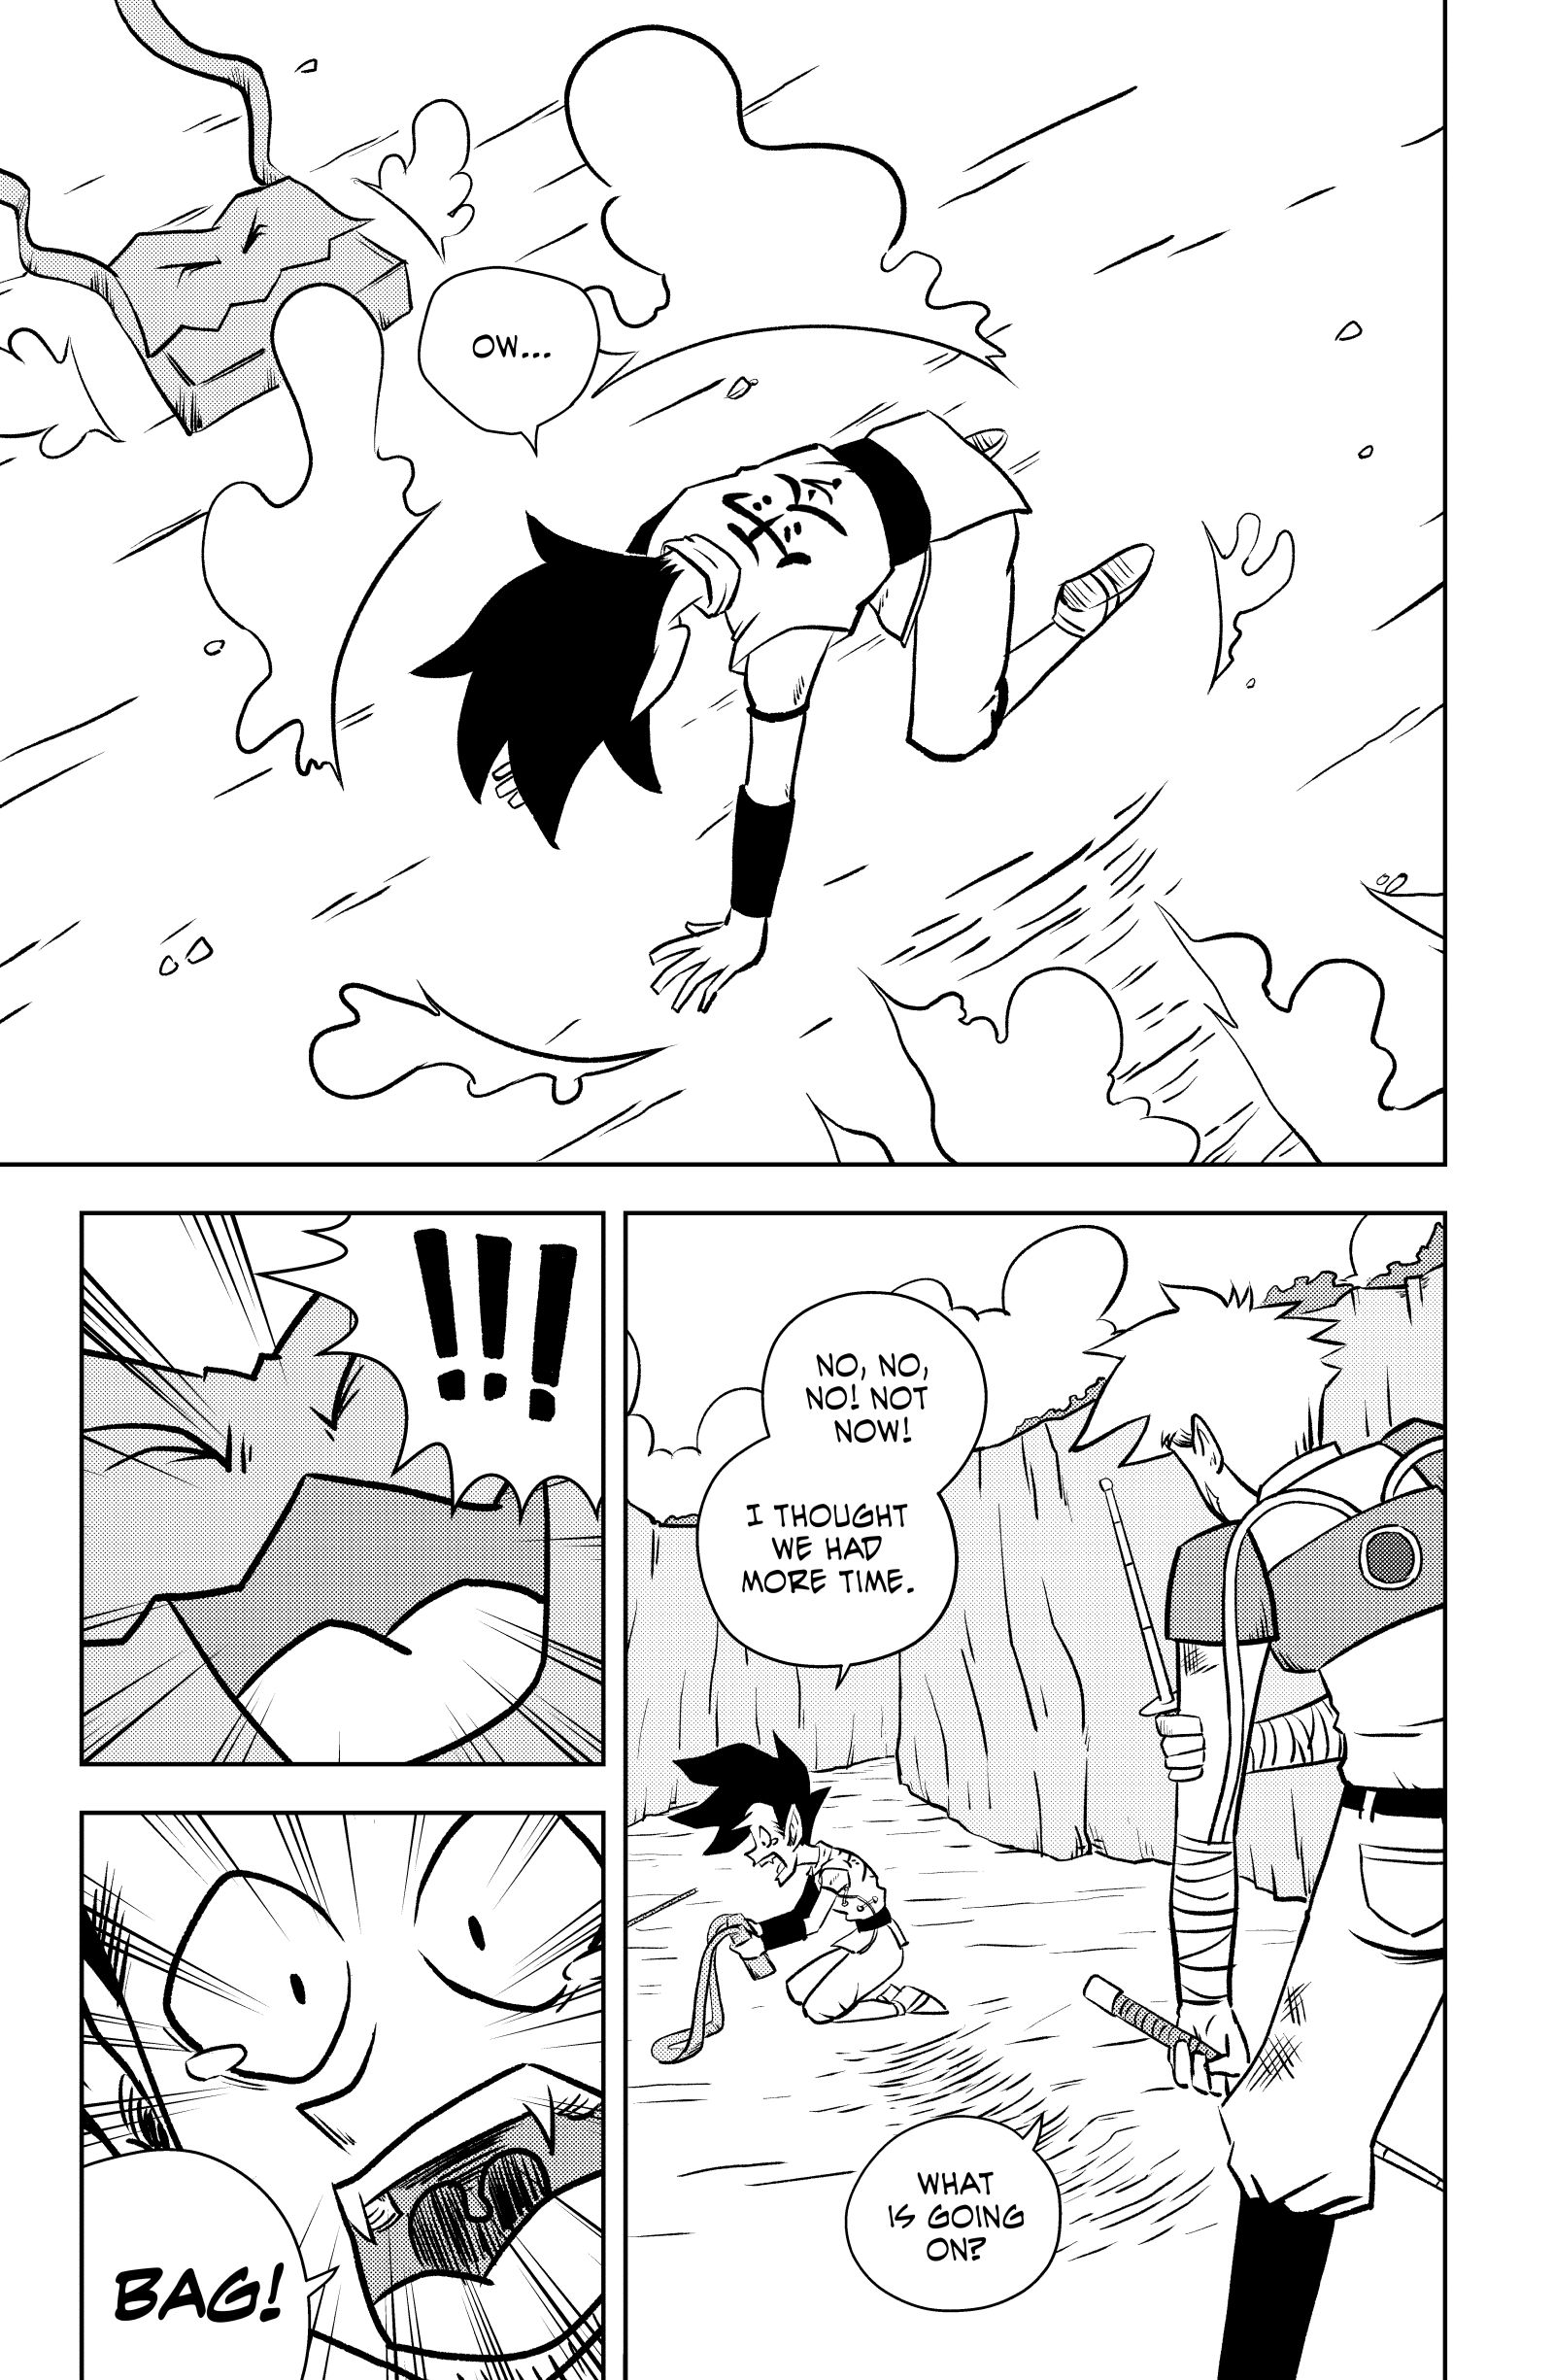 OW...
!!!
BAG!
NO, NO,
NO! NOT
NOW!
I THOUGHT
WE HAD
MORE TIME.
WHAT
IS GOING
ON?